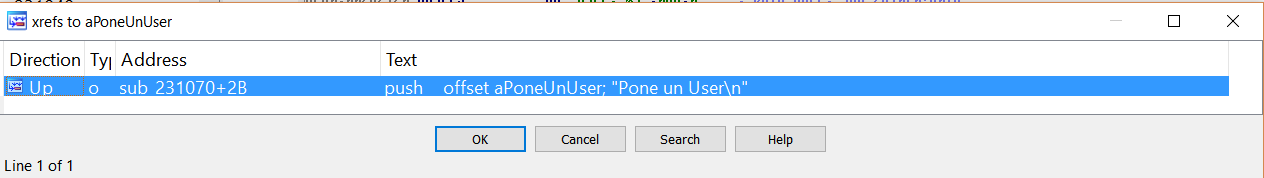 xrefs to aPoneUnUser
Direction Typ Address Text
Up o sub_231070+2B push offset aPoneUnUser; "Pone un User\n"
OK Cancel Search Help
Line 1 of 1